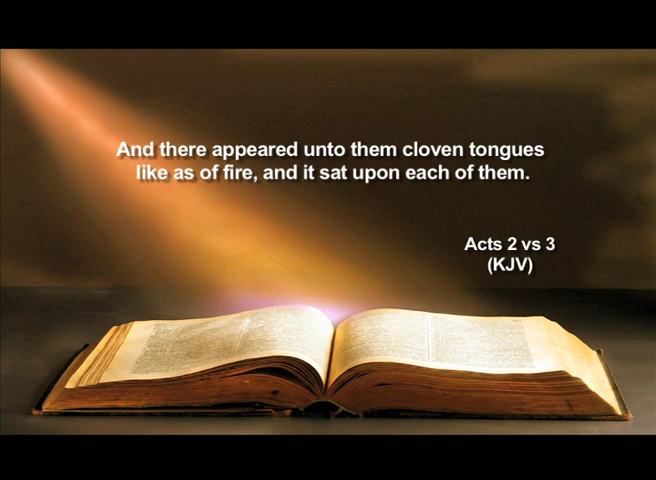 And there appeared unto them cloven tongues
like as of fire, and it sat upon each of them.
Acts 2 vs 3
(KJV)